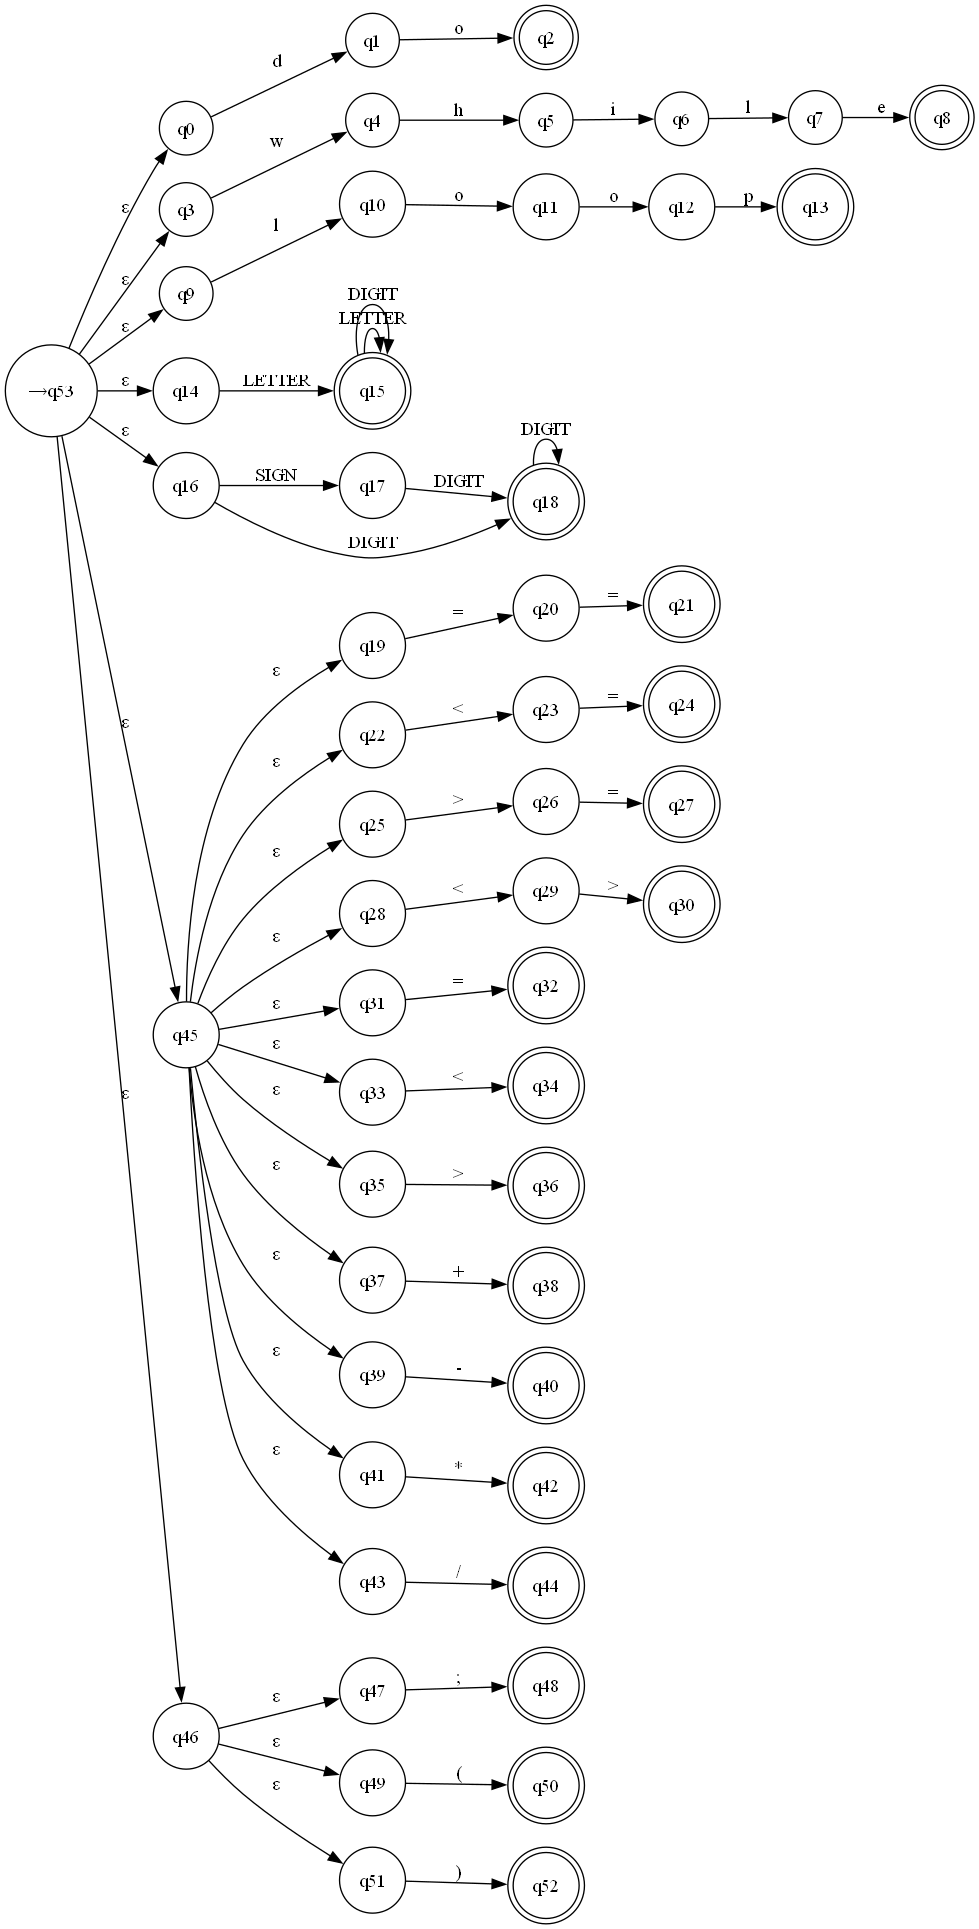 d
q1
o
q2
q0
w
q4
h
q5
i
q6
l
q7
e
q8
ε
q3
l
q10
o
q11
o
q12
p
q13
ε
q9
ε
DIGIT
LETTER
→q53
ε
q14
LETTER
q15
ε
q16
SIGN
q17
DIGIT
DIGIT
q18
DIGIT
ε
q19
=
q20
=
q21
ε
ε
q22
<
q23
=
q24
ε
q25
>
q26
=
q27
ε
q28
<
q29
>
q30
q45
ε
q31
=
q32
ε
q33
<
q34
ε
ε
q35
>
q36
ε
q37
+
q38
ε
q39
-
q40
ε
q41
*
q42
ε
q43
/
q44
q46
ε
q47
;
q48
ε
q49
(
q50
ε
q51
)
q52